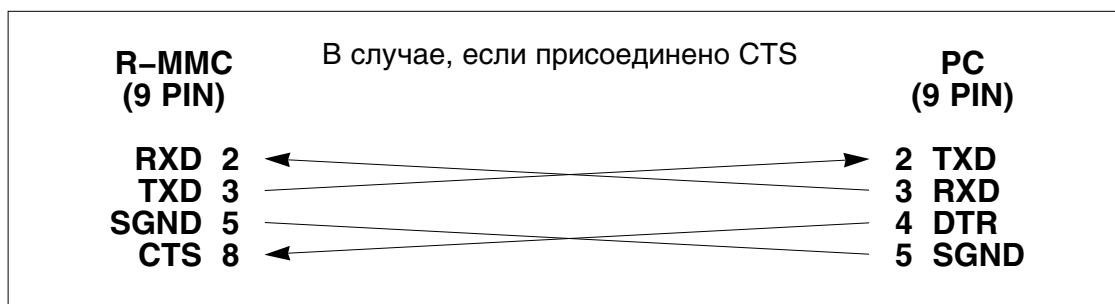 В случае, если присоединено CTS
R–MMC
(9 PIN)
PC
(9 PIN)
RXD 2
2 TXD
TXD 3
3 RXD
SGND 5
4 DTR
CTS 8
5 SGND